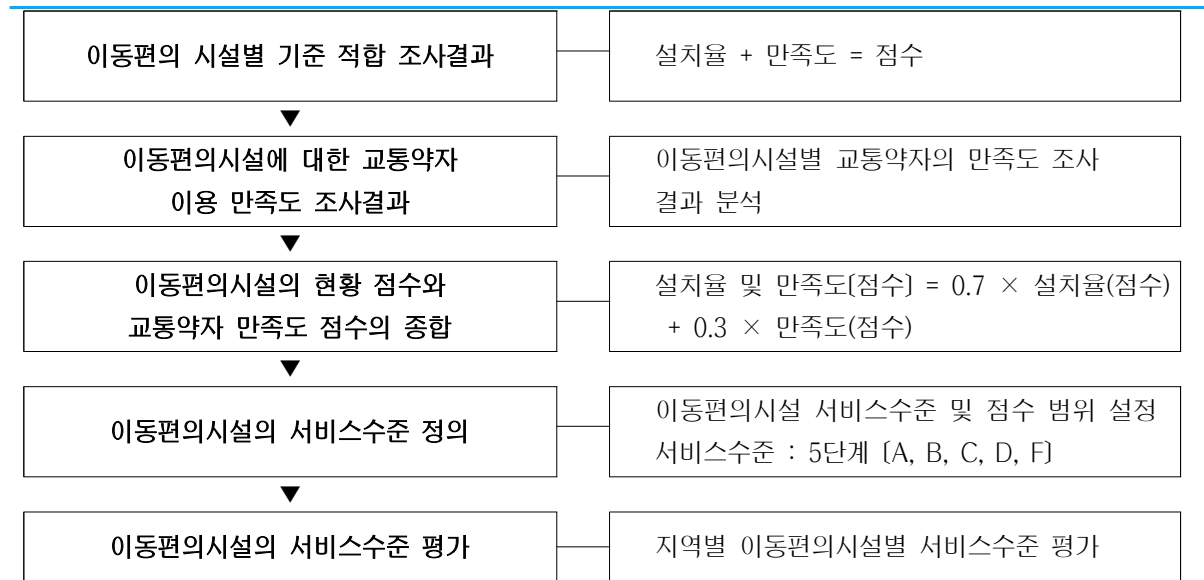 이동편의 시설별 기준 적합 조사결과
설치율 + 만족도 = 점수
▼
이동편의시설에 대한 교통약자
이용 만족도 조사결과
이동편의시설별 교통약자의 만족도 조사
결과 분석
▼
이동편의시설의 현황 점수와
교통약자 만족도 점수의 종합
설치율 및 만족도[점수] = 0.7 × 설치율(점수)
+ 0.3 × 만족도(점수)
▼
이동편의시설의 서비스수준 정의
이동편의시설 서비스수준 및 점수 범위 설정
서비스수준 : 5단계 [A, B, C, D, F]
▼
이동편의시설의 서비스수준 평가
지역별 이동편의시설별 서비스수준 평가